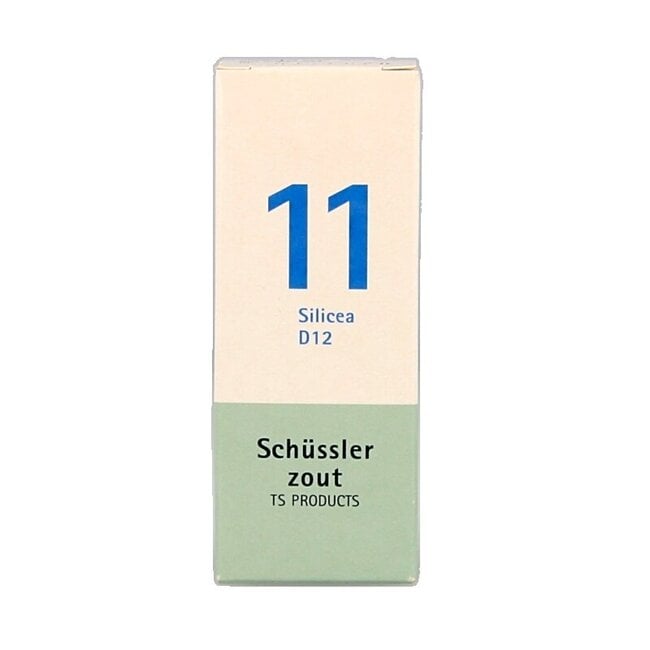 11
Silicea
D12
Schüssler
zout
TS PRODUCTS